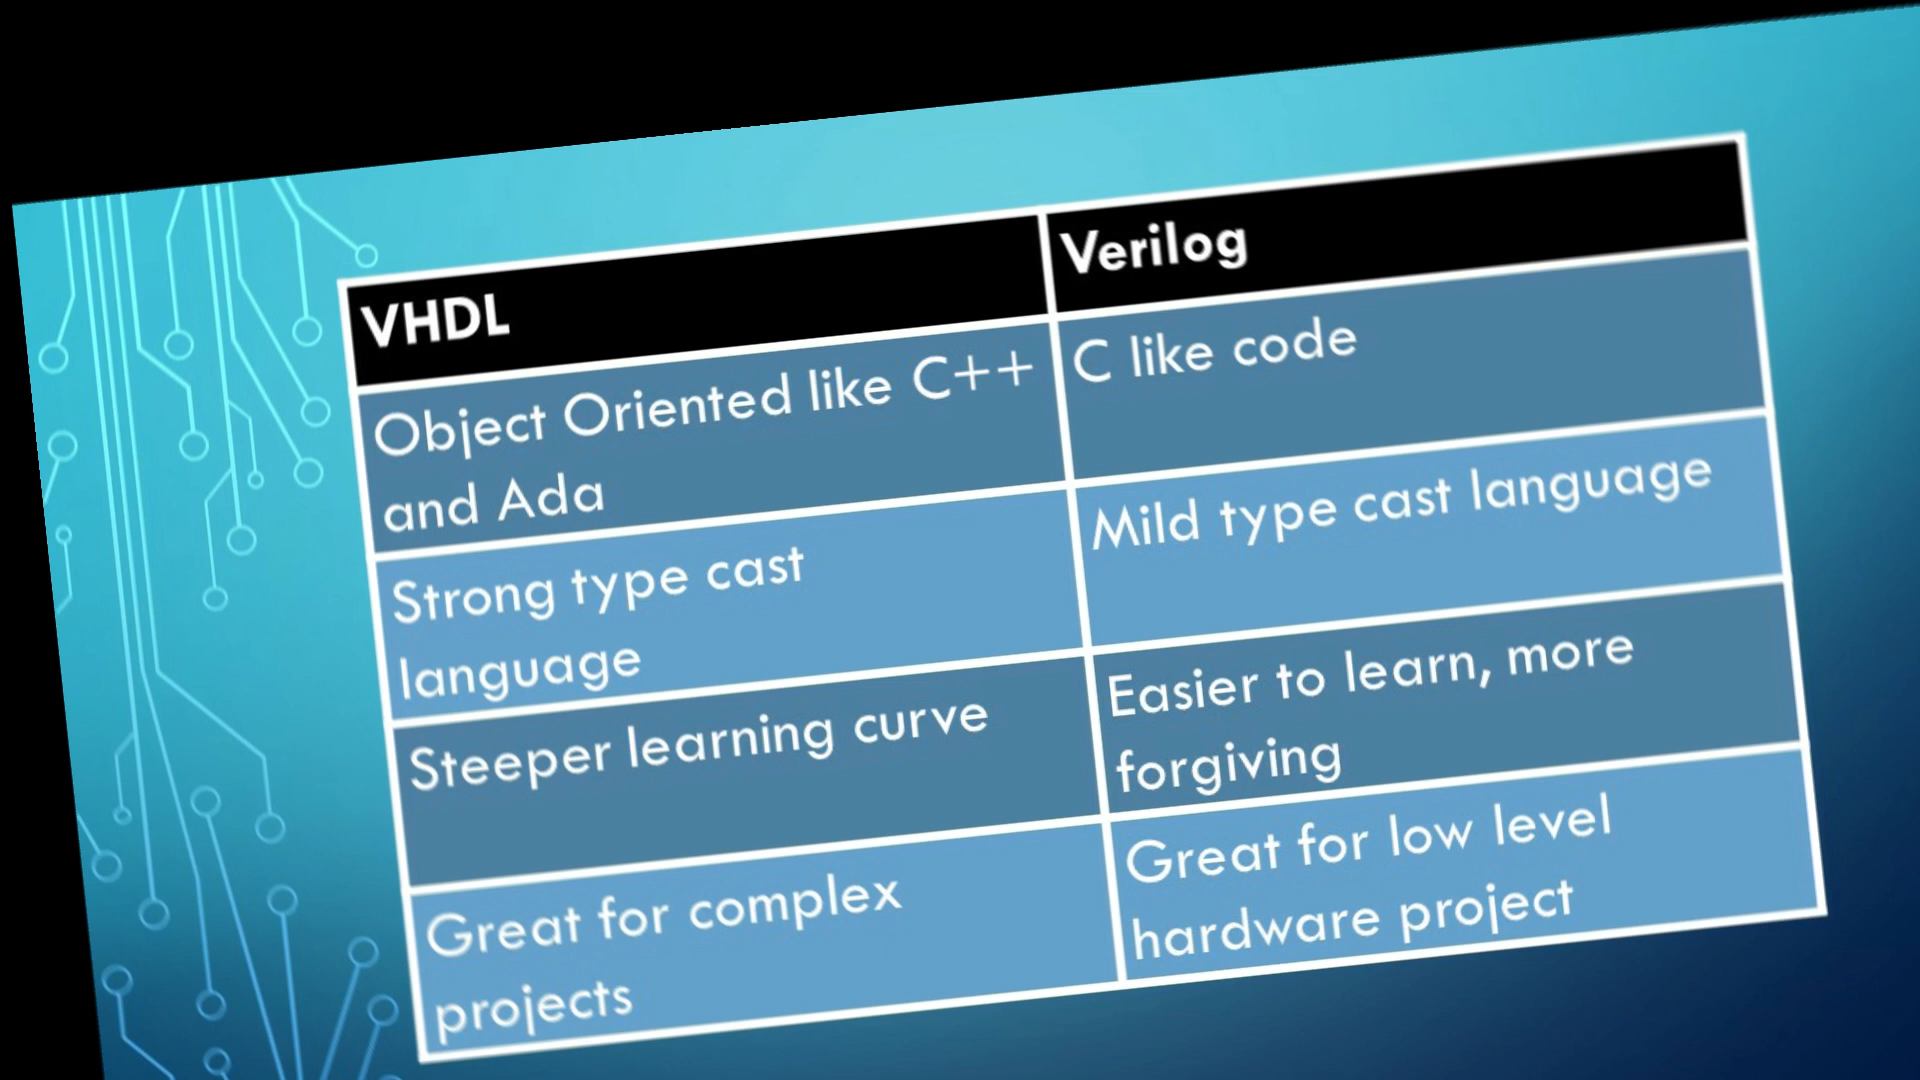 VHDL
Verilog
Object Oriented like C++
and Ada
C like code
Strong type cast
language
Mild type cast language
Steeper learning curve
Easier to learn, more
forgiving
Great for complex
projects
Great for low level
hardware project